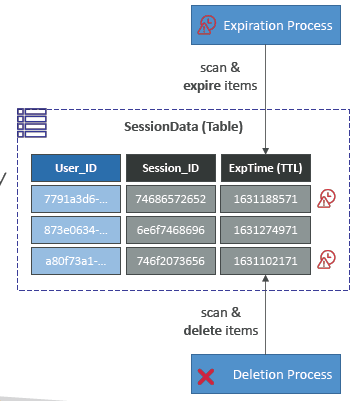 Expiration Process
scan &
expire items
SessionData (Table)
User_ID Session_ID ExpTime (TTL)
7791a3d6-... 74686572652 1631188571
873e0634-... 6e6f7468696 1631274971
a80f73a1-... 746f2073656 1631102171
scan &
delete items
Deletion Process